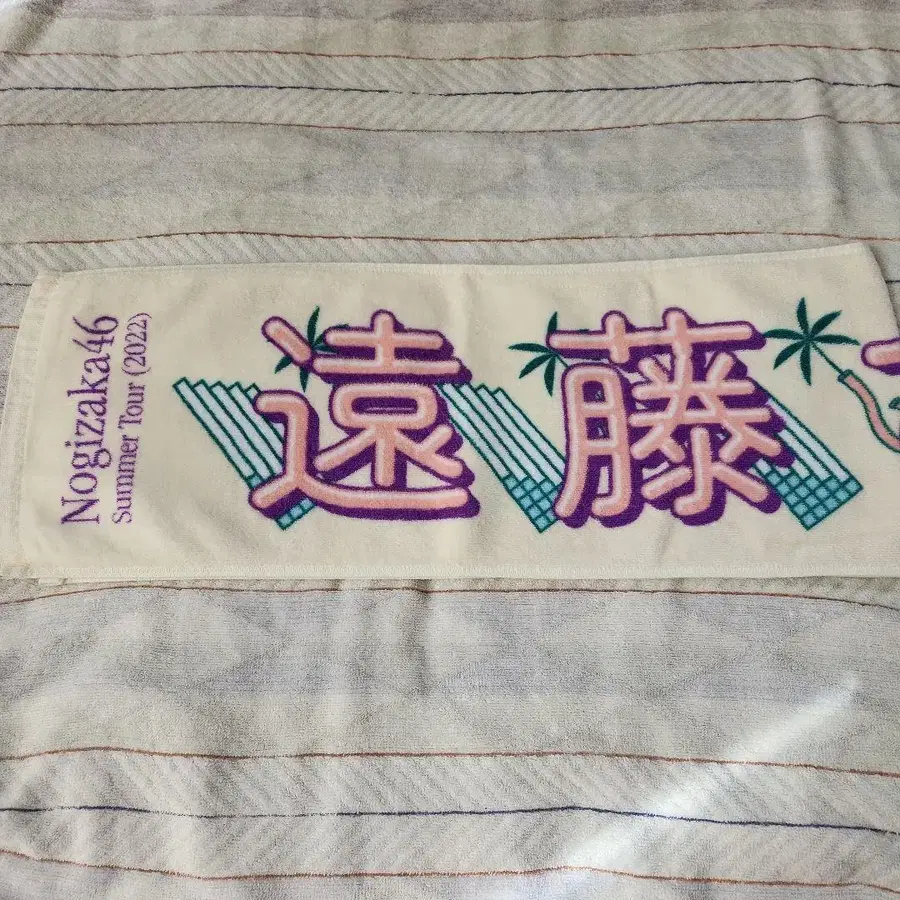 Nogizaka46
Summer Tour (2022)
遠藤